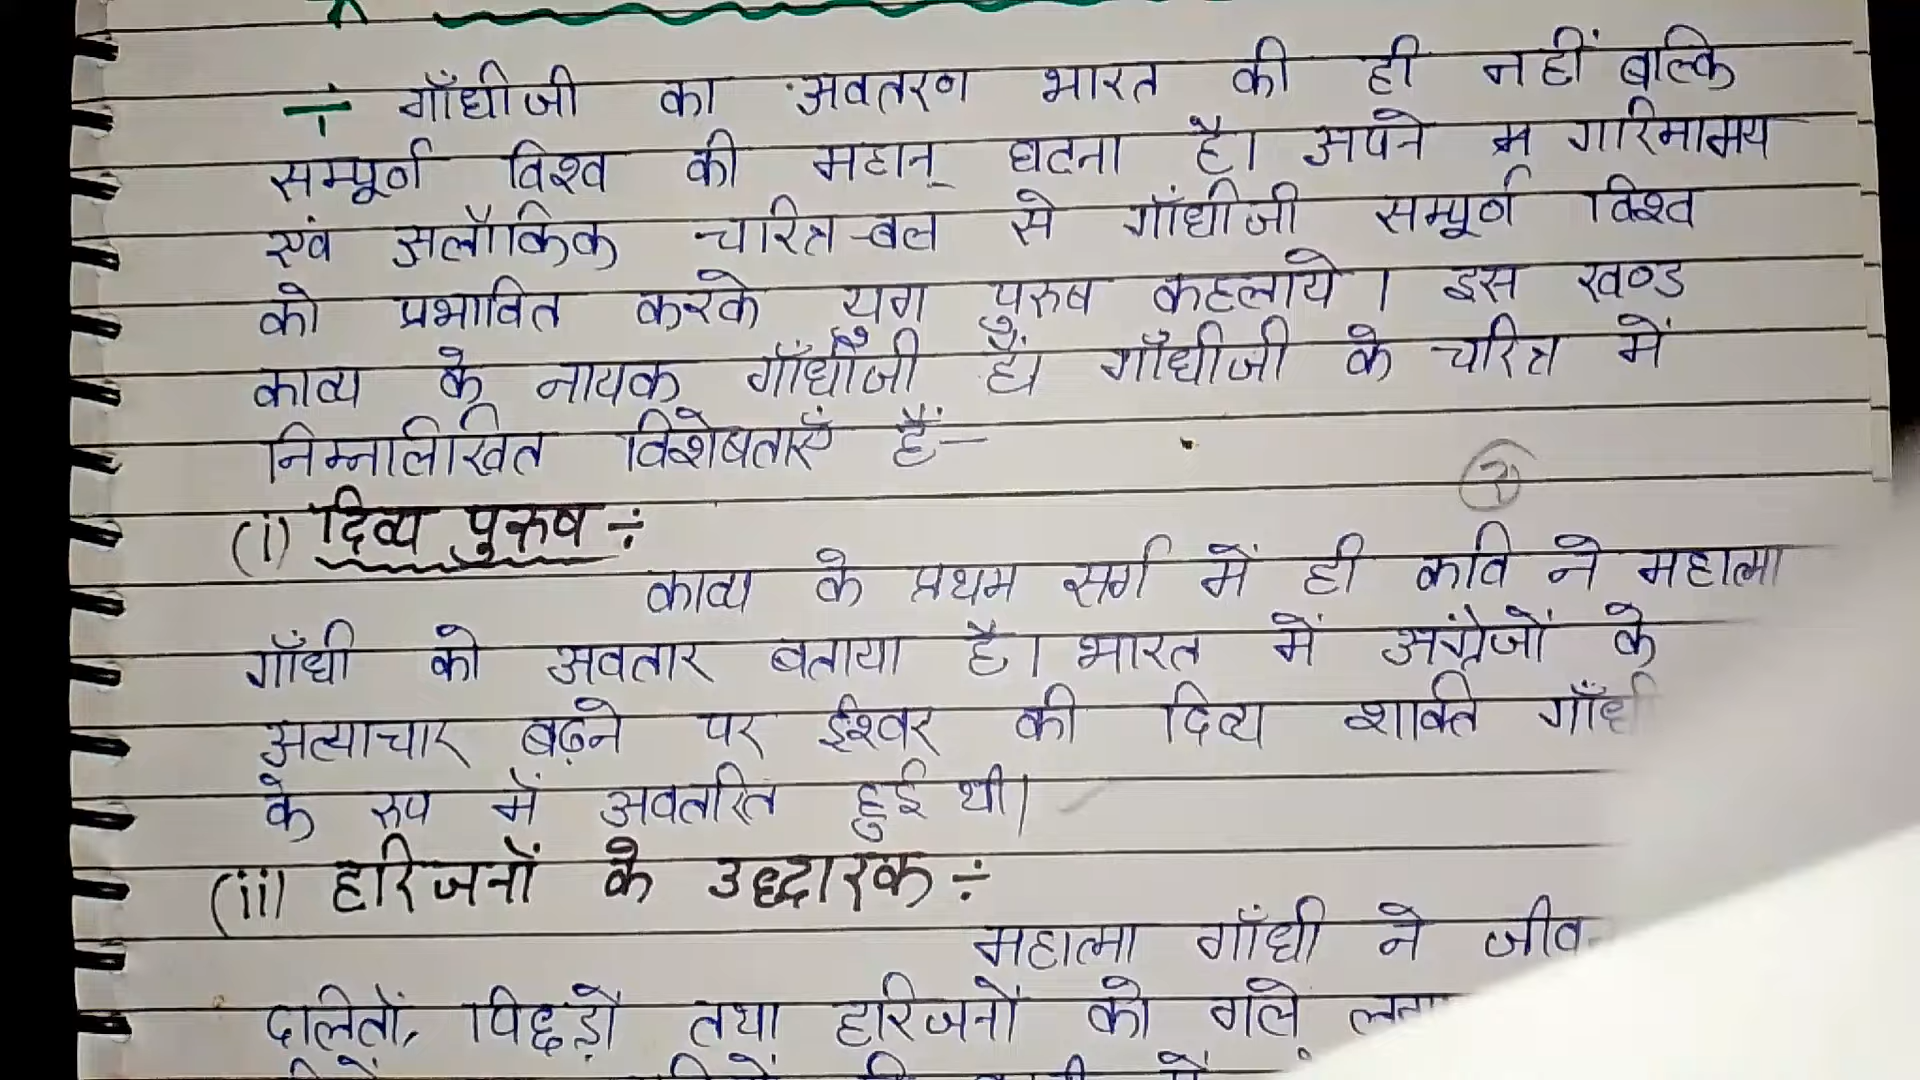 गाँधीजी का अवतरण भारत की ही नहीं बल्कि
सम्पूर्ण विश्व की महान् घटना है। अपने गरिमामय
एवं अलौकिक चरित्र-बल से गाँधीजी सम्पूर्ण विश्व
को प्रभावित करके युग पुरुष कहलाये। इस खण्ड
काव्य के नायक गाँधीजी हैं। गाँधीजी के चरित्र में
निम्नलिखित विशेषताएँ हैं—
(i) दिव्य पुरुष ÷
काव्य के प्रथम सर्ग में ही कवि ने महात्मा
गाँधी को अवतार बताया है। भारत में अंग्रेजों के
अत्याचार बढ़ने पर ईश्वर की दिव्य शक्ति गाँधी
के रुप में अवतरित हुई थी।
(ii) हरिजनों के उद्धारक ÷
महात्मा गाँधी ने जीव
दलितों, पिछड़ों तथा हरिजनों को गले